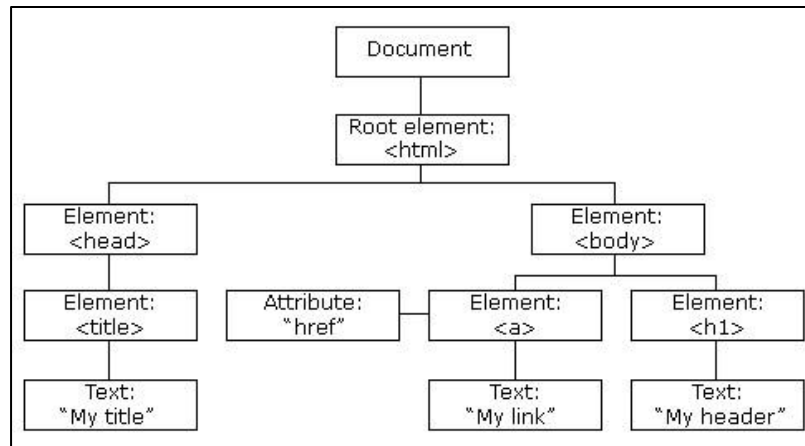 Document
Root element:
<html>
Element:
<head>
Element:
<body>
Element:
<title>
Attribute:
“href”
Element:
<a>
Element:
<h1>
Text:
“My title”
Text:
“My link”
Text:
“My header”